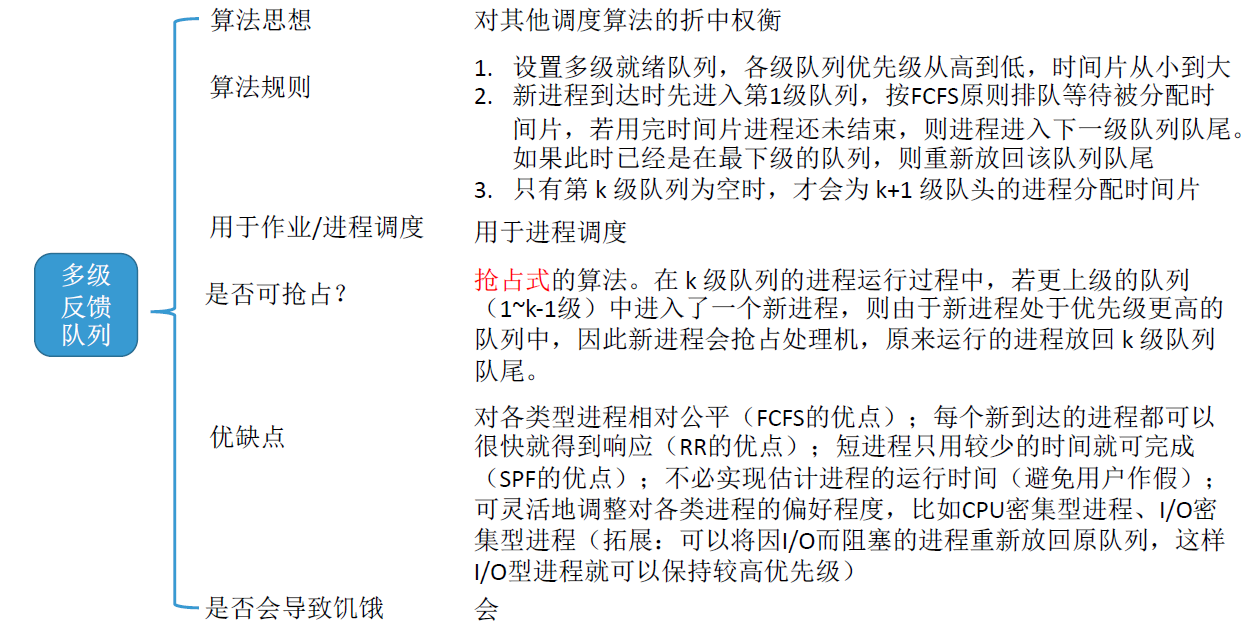 多级
反馈
队列
算法思想
对其他调度算法的折中权衡
算法规则
1. 设置多级就绪队列，各级队列优先级从高到低，时间片从小到大
2. 新进程到达时先进入第1级队列，按FCFS原则排队等待被分配时
间片，若用完时间片进程还未结束，则进程进入下一级队列队尾。
如果此时已经是在最下级的队列，则重新放回该队列队尾
3. 只有第 k 级队列为空时，才会为 k+1 级队头的进程分配时间片
用于作业/进程调度
用于进程调度
是否可抢占？
抢占式的算法。在 k 级队列的进程运行过程中，若更上级的队列
（1~k-1级）中进入了一个新进程，则由于新进程处于优先级更高的
队列中，因此新进程会抢占处理机，原来运行的进程放回 k 级队列
队尾。
优缺点
对各类型进程相对公平（FCFS的优点）；每个新到达的进程都可以
很快就得到响应（RR的优点）；短进程只用较少的时间就可完成
（SPF的优点）；不必实现估计进程的运行时间（避免用户作假）；
可灵活地调整对各类进程的偏好程度，比如CPU密集型进程、I/O密
集型进程（拓展：可以将因I/O而阻塞的进程重新放回原队列，这样
I/O型进程就可以保持较高优先级）
是否会导致饥饿
会